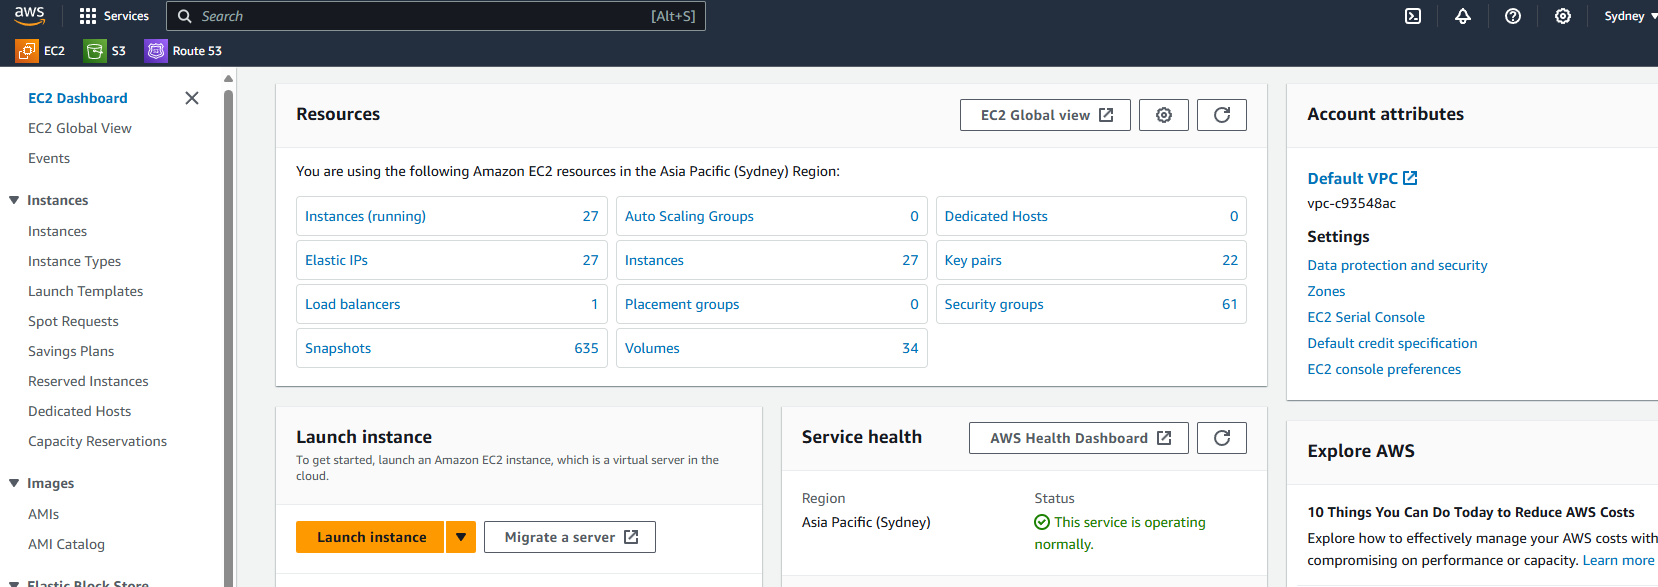 aws
Services
Search [Alt+S]
Sydney
EC2 S3 Route 53
EC2 Dashboard
EC2 Global View
Events
Instances
Instances
Instance Types
Launch Templates
Spot Requests
Savings Plans
Reserved Instances
Dedicated Hosts
Capacity Reservations
Images
AMIs
AMI Catalog
Elastic Block Store
Resources
EC2 Global view
You are using the following Amazon EC2 resources in the Asia Pacific (Sydney) Region:
Instances (running) 27
Auto Scaling Groups 0
Dedicated Hosts 0
Elastic IPs 27
Instances 27
Key pairs 22
Load balancers 1
Placement groups 0
Security groups 61
Snapshots 635
Volumes 34
Launch instance
To get started, launch an Amazon EC2 instance, which is a virtual server in the
cloud.
Launch instance
Migrate a server
Service health
AWS Health Dashboard
Region
Asia Pacific (Sydney)
Status
This service is operating
normally.
Account attributes
Default VPC
vpc-c93548ac
Settings
Data protection and security
Zones
EC2 Serial Console
Default credit specification
EC2 console preferences
Explore AWS
10 Things You Can Do Today to Reduce AWS Costs
Explore how to effectively manage your AWS costs with
compromising on performance or capacity. Learn more